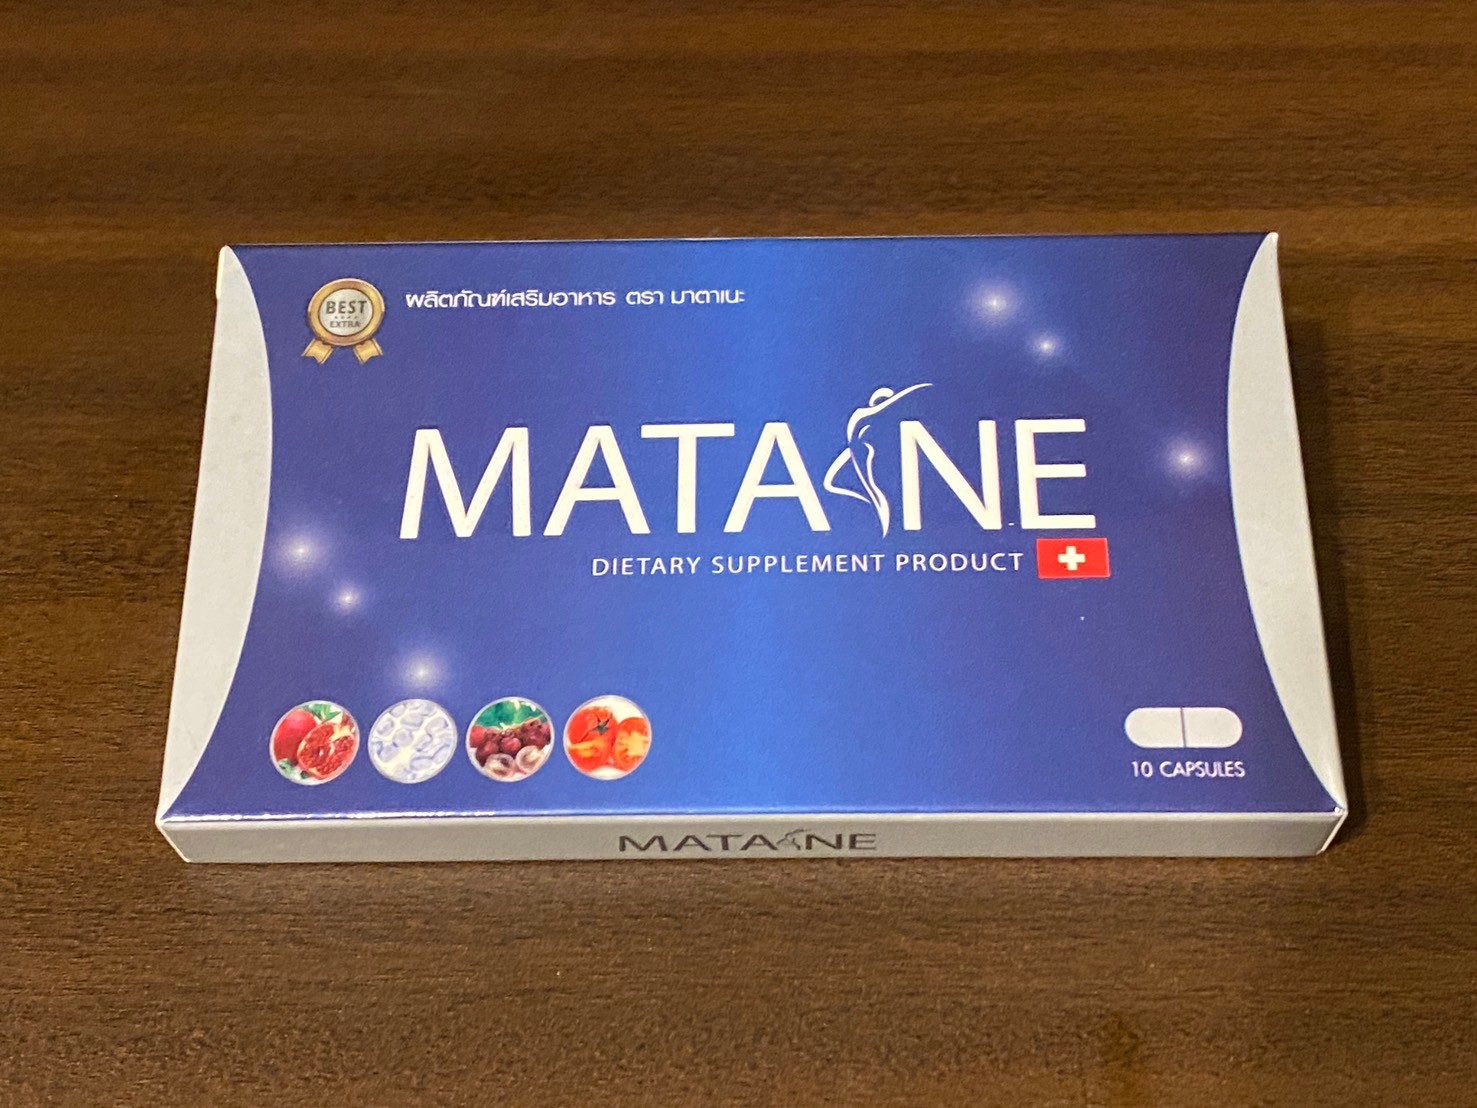 BEST
EXTRA
ผลิตภัณฑ์เสริมอาหาร ตรา มาตาเนะ
MATANE
DIETARY SUPPLEMENT PRODUCT
10 CAPSULES
MATANE